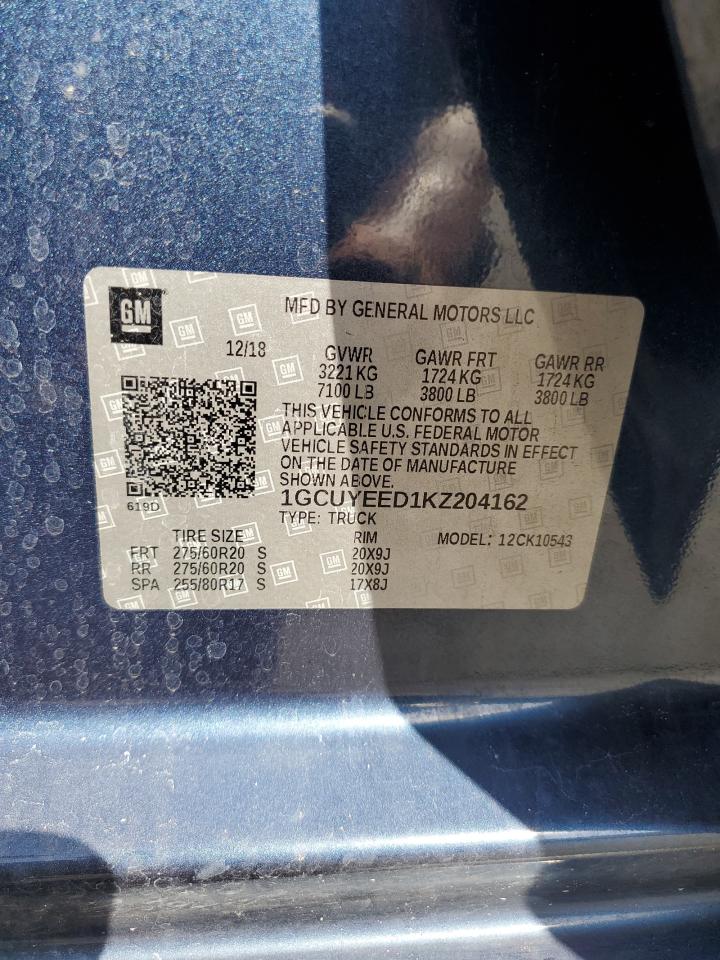 GM
MFD BY GENERAL MOTORS LLC
12/18
GVWR GAWR FRT GAWR RR
3221 KG 1724 KG 1724 KG
7100 LB 3800 LB 3800 LB
THIS VEHICLE CONFORMS TO ALL
APPLICABLE U.S. FEDERAL MOTOR
VEHICLE SAFETY STANDARDS IN EFFECT
ON THE DATE OF MANUFACTURE
SHOWN ABOVE.
1GCUYEED1KZ204162
619D
TYPE: TRUCK
TIRE SIZE RIM MODEL: 12CK10543
FRT 275/60R20 S 20X9J
RR 275/60R20 S 20X9J
SPA 255/80R17 S 17X8J